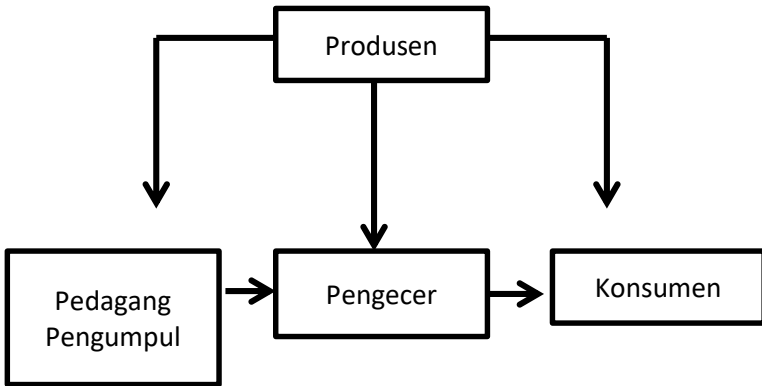 Produsen
Pedagang
Pengumpul
Pengecer
Konsumen